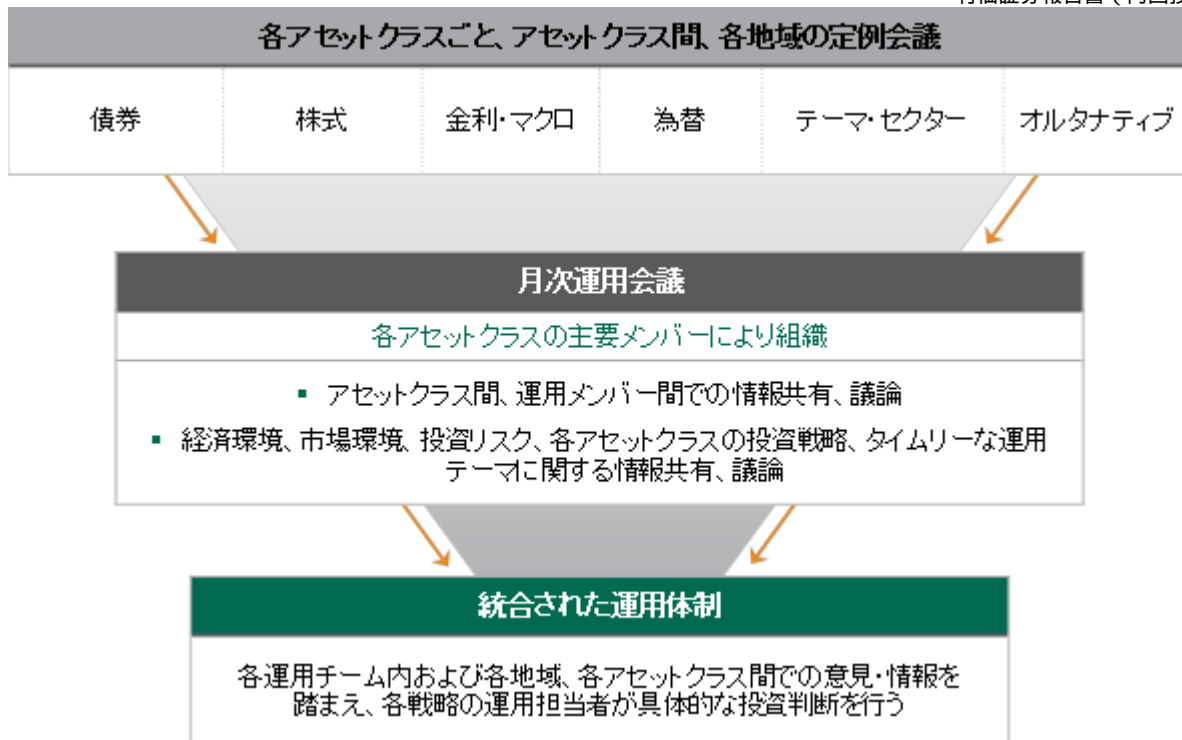 有価証券報告書(内国投
各アセットクラスごと、アセットクラス間、各地域の定例会議
債券 株式 金利・マクロ 為替 テーマ・セクター オルタナティブ
月次運用会議
各アセットクラスの主要メンバーにより組織
▪ アセットクラス間、運用メンバー間での情報共有、議論
▪ 経済環境、市場環境、投資リスク、各アセットクラスの投資戦略、タイムリーな運用
テーマに関する情報共有、議論
統合された運用体制
各運用チーム内および各地域、各アセットクラス間での意見・情報を
踏まえ、各戦略の運用担当者が具体的な投資判断を行う